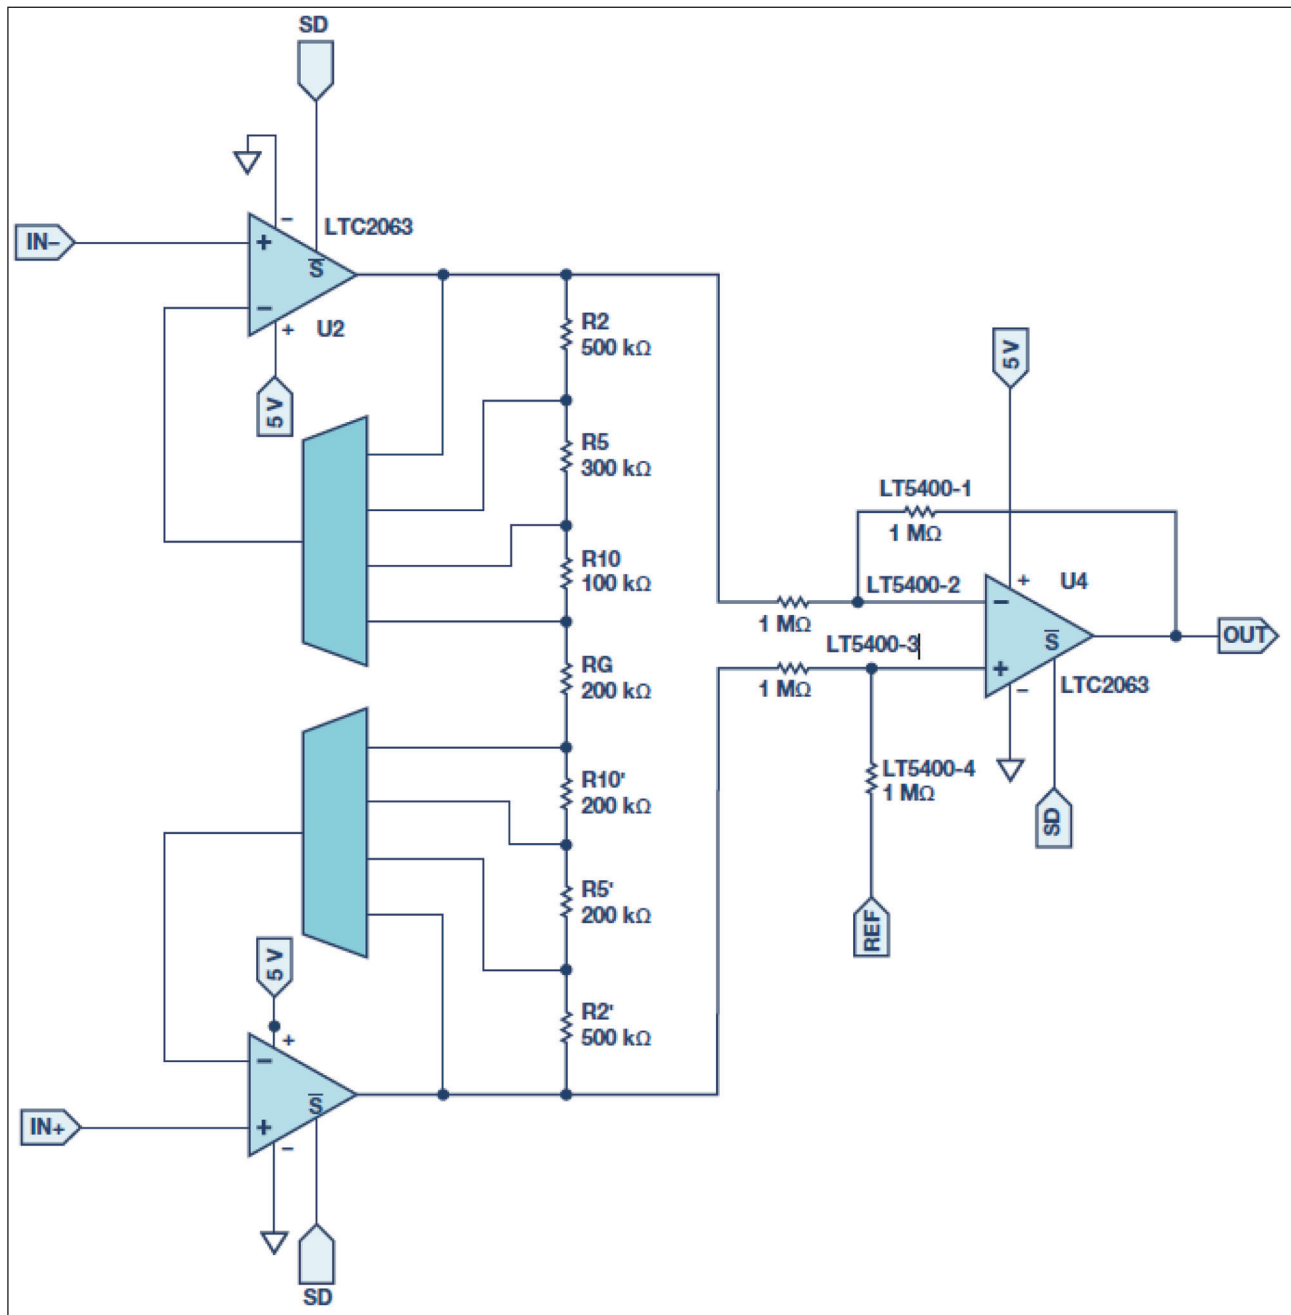 SD
−
LTC2063
IN−
+
S
−
+
U2
5 V
R2
500 kΩ
R5
300 kΩ
R10
100 kΩ
RG
200 kΩ
R10'
200 kΩ
R5'
200 kΩ
R2'
500 kΩ
5 V
+
−
S
IN+
+
−
SD
5 V
LT5400-1
1 MΩ
LT5400-2
+
U4
−
1 MΩ
LT5400-3
S
OUT
+
1 MΩ
−
LTC2063
LT5400-4
1 MΩ
SD
REF